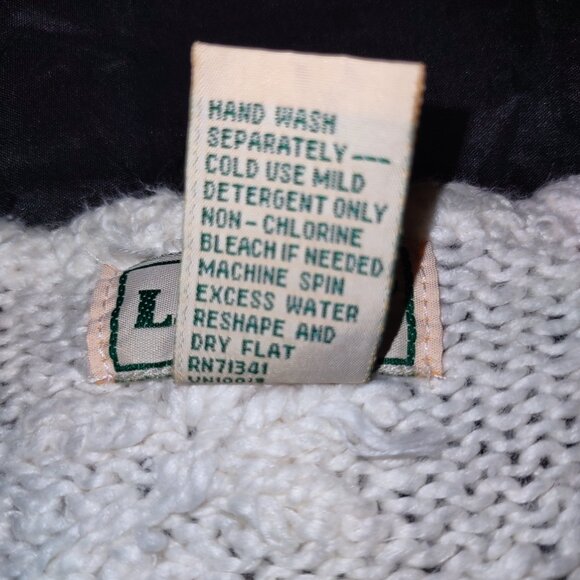 HAND WASH
SEPARATELY---
COLD USE MILD
DETERGENT ONLY
NON-CHLORINE
BLEACH IF NEEDED
MACHINE SPIN
EXCESS WATER
RESHAPE AND
DRY FLAT
RN71341
L